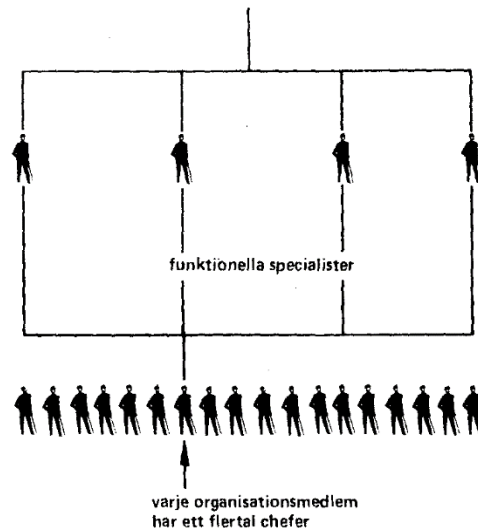 funktionella specialister
varje organisationsmedlem
har ett flertal chefer